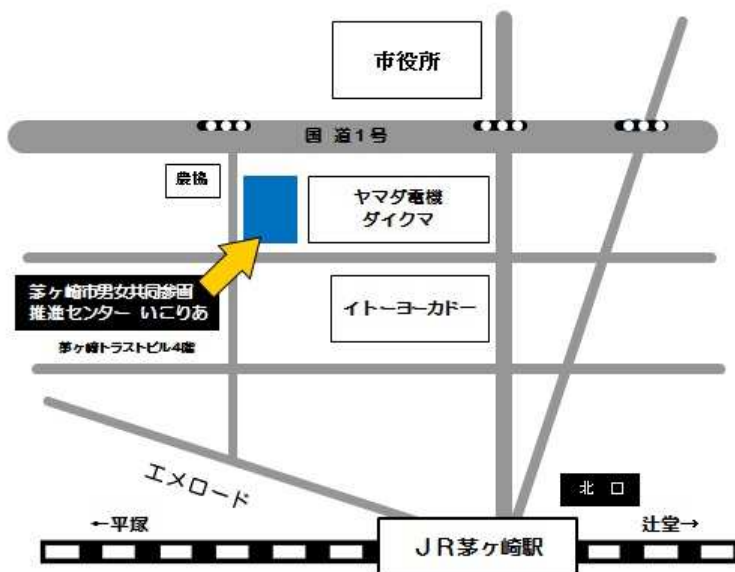 市役所
国道1号
農協
ヤマダ電機
ダイクマ
茅ヶ崎市男女共同参画
推進センター いこりあ
イトーヨーカドー
茅ヶ崎トラストビル4階
エメロード
北口
←平塚
辻堂→
JR茅ヶ崎駅